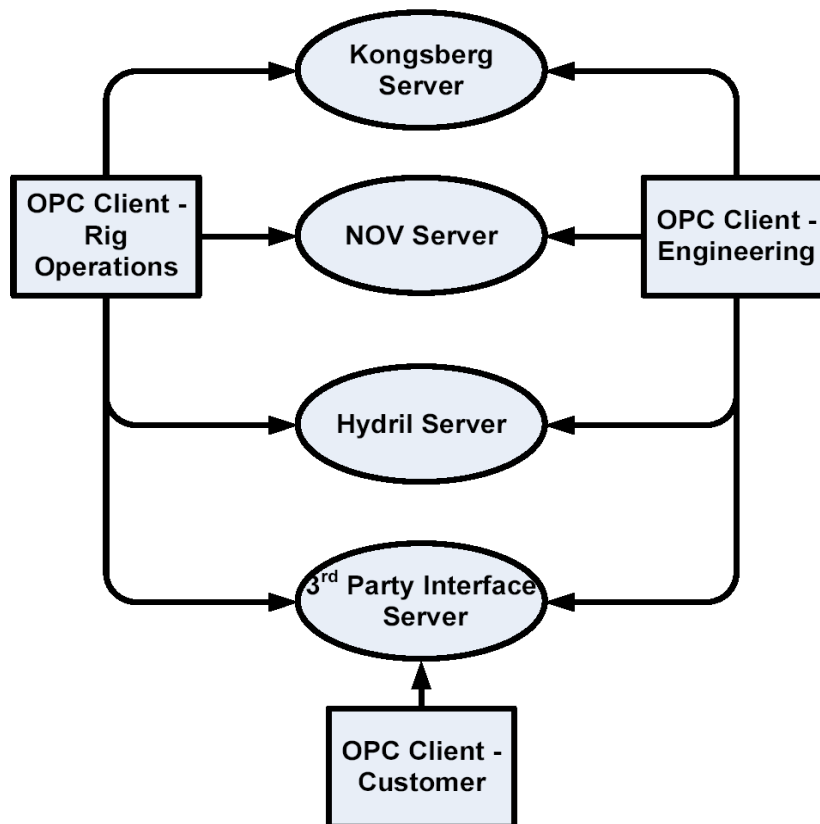 Kongsberg
Server
OPC Client -
Rig
Operations
NOV Server
OPC Client -
Engineering
Hydril Server
3rd Party Interface
Server
OPC Client -
Customer